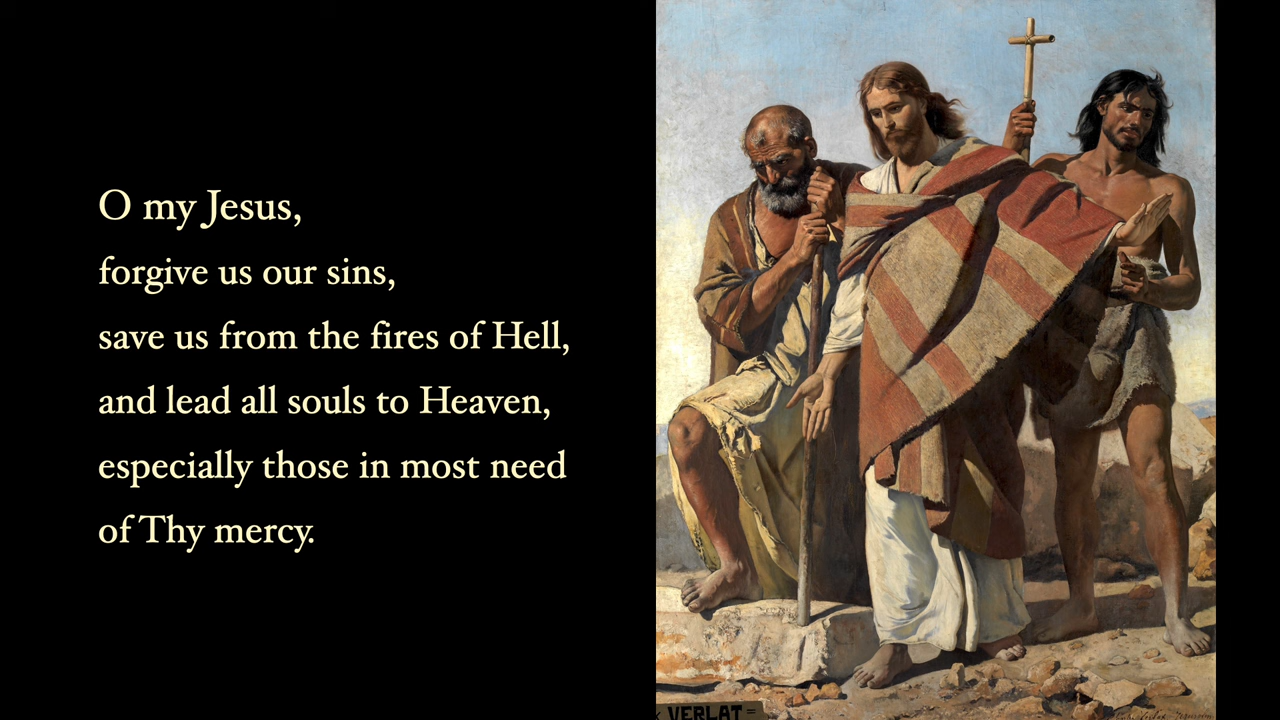 O my Jesus,
forgive us our sins,
save us from the fires of Hell,
and lead all souls to Heaven,
especially those in most need
of Thy mercy.
VERLAT =